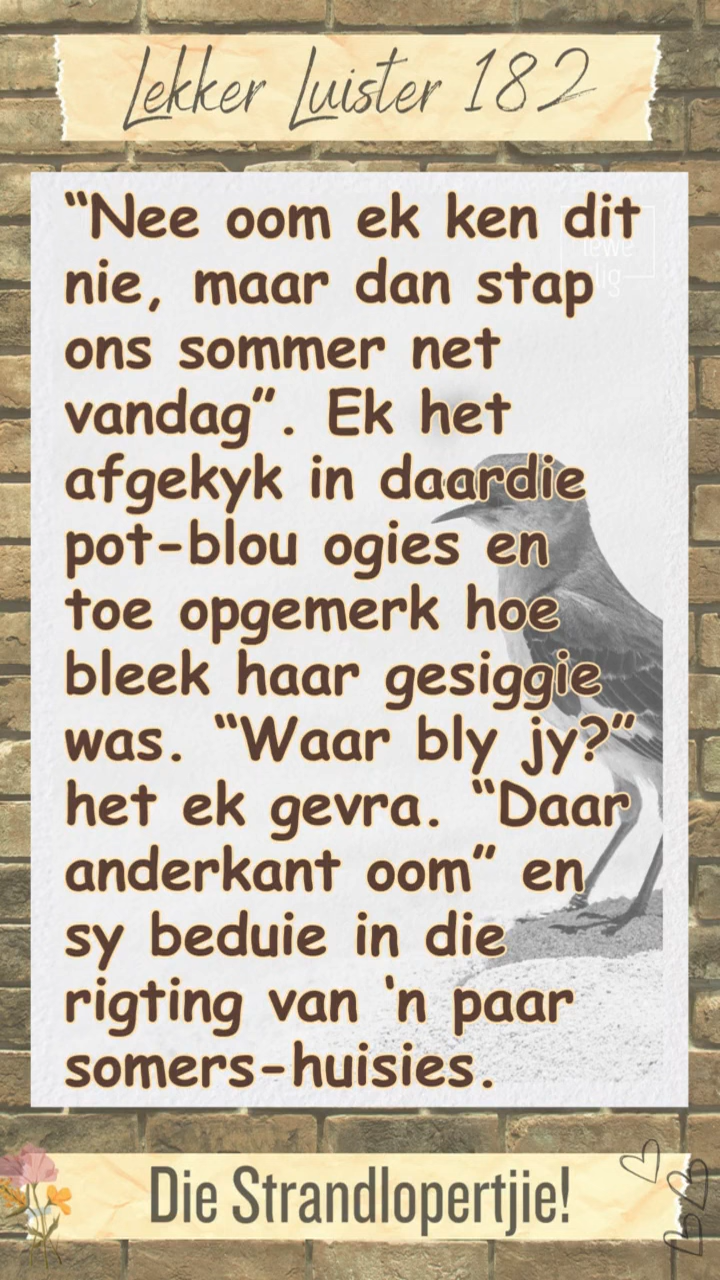 Lekker Luister 182
“Nee oom ek ken dit
nie, maar dan stap
ons sommer net
vandag”. Ek het
afgekyk in daardie
pot-blou ogies en
toe opgemerk hoe
bleek haar gesiggie
was. “Waar bly jy?”
het ek gevra. “Daar
anderkant oom” en
sy beduie in die
rigting van ‘n paar
somers-huisies.
Die Strandlopertjie!